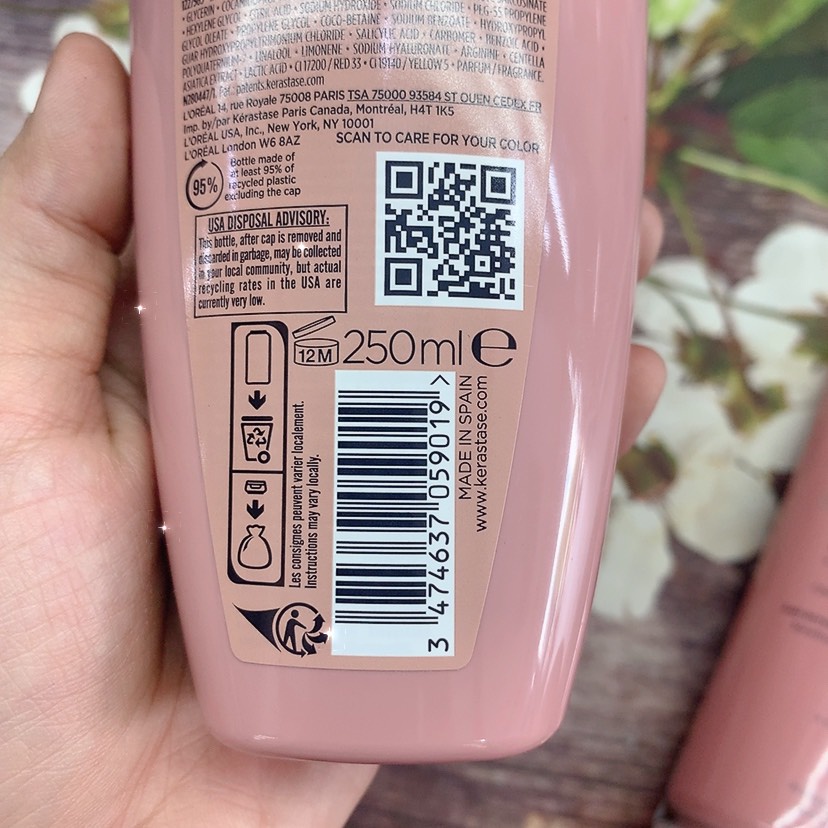 • GLYCERIN • COCA
• HEXYLENE GLYCOL • CITRIC ACID • SODIUM HYDROXIDE • PEG-55 PROPYLENE
GLYCOL OLEATE • PROPYLENE GLYCOL • COCO-BETAINE • SODIUM CHLORIDE •
GUAR HYDROXYPROPYLTRIMONIUM CHLORIDE • SALICYLIC ACID • SODIUM BENZOATE • HYDROXYPROPYL
• LINALOOL • LIMONENE • SODIUM HYALURONATE • CARBOMER • BENZOIC ACID •
ASIATICA EXTRACT • LACTIC ACID • CI 17200 / RED 33 • CI 19140 / YELLOW 5 • ARGININE • CENTELLA
PARFUM / FRAGRANCE.
patents.kerastase.com
L'ORÉAL 14, rue Royale 75008 PARIS TSA 75000 93584 ST OUEN CEDEX FR
Imp. by/par Kérastase Paris Canada, Montréal, H4T 1K5
L'ORÉAL USA, Inc., New York, NY 10001
L'ORÉAL London W6 8AZ
SCAN TO CARE FOR YOUR COLOR
95%
Bottle made of
at least 95% of
recycled plastic
excluding the cap
USA DISPOSAL ADVISORY:
This bottle, after cap is removed and
discarded in garbage, may be collected
in your local community, but actual
recycling rates in the USA are
currently very low.
12M
250ml e
Les consignes peuvent varier localement.
Instructions may vary locally.
3 474637 059019 >
MADE IN SPAIN
www.kerastase.com